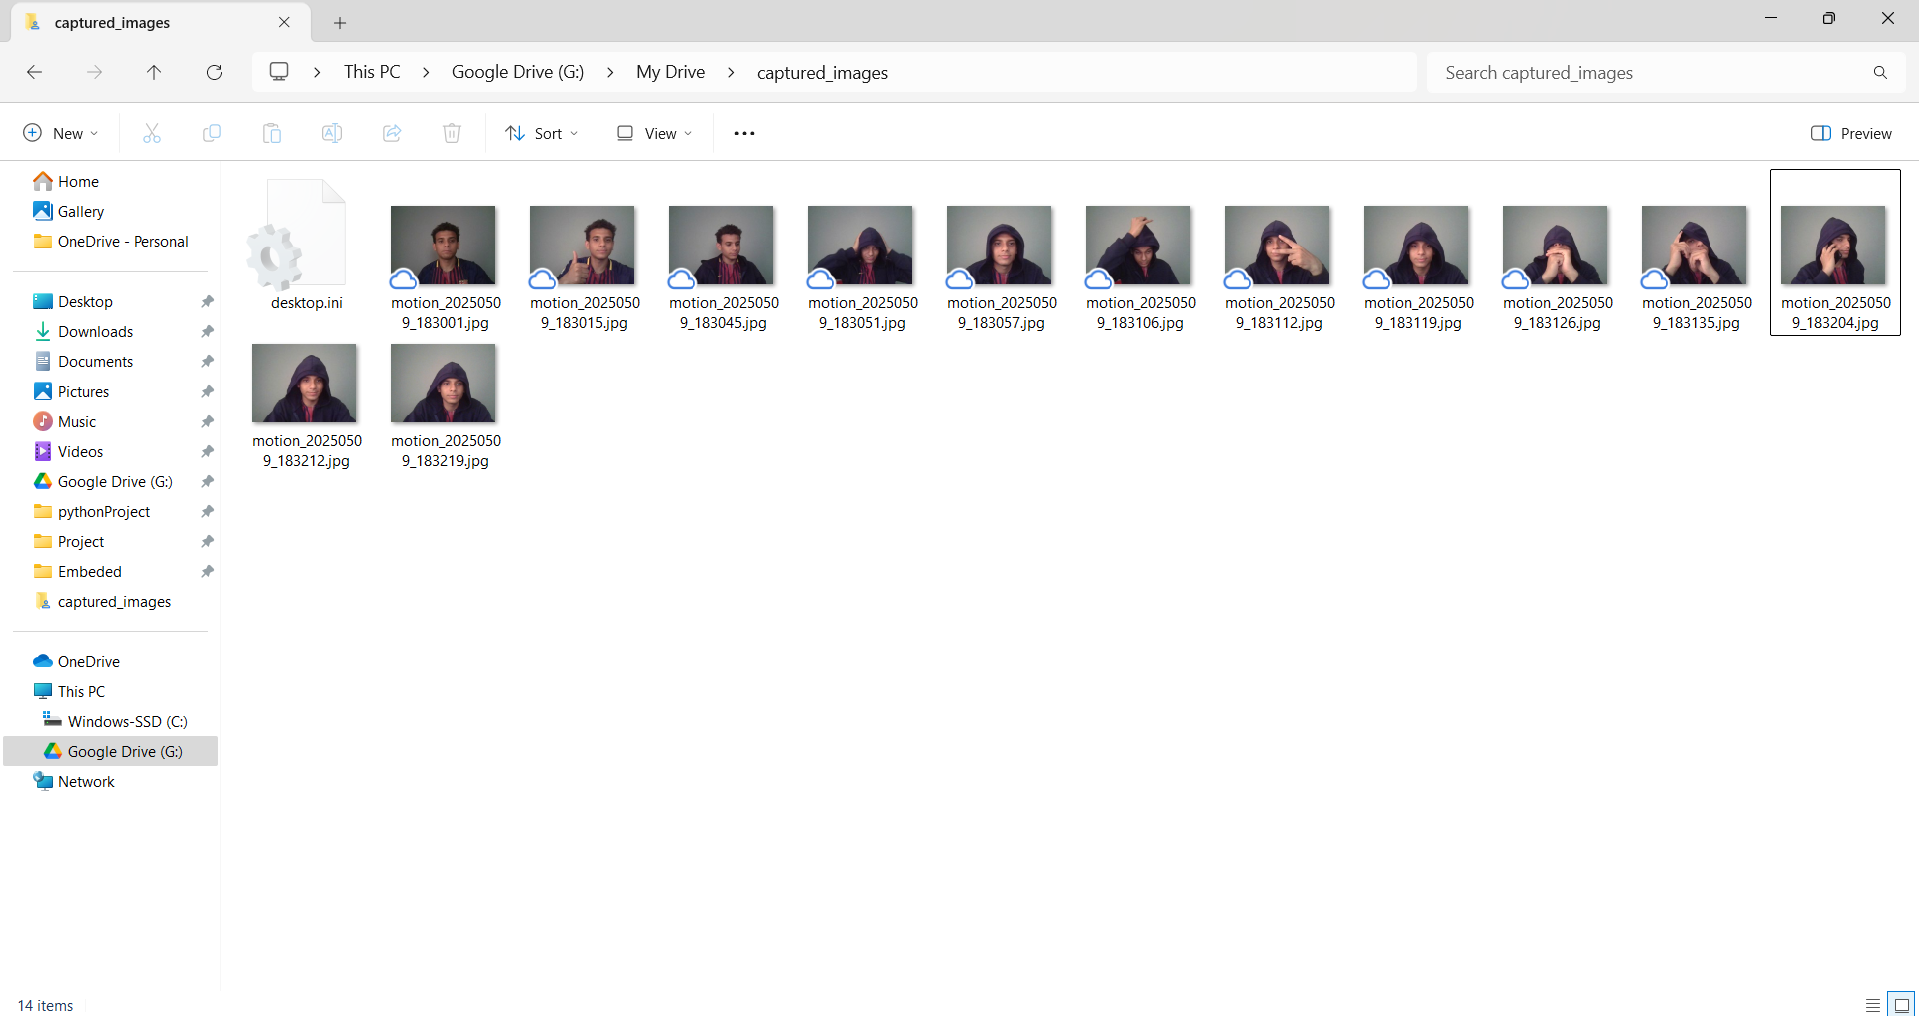 captured_images
This PC
Google Drive (G:)
My Drive
captured_images
Search captured_images
New
Sort
View
Preview
Home
Gallery
OneDrive - Personal
Desktop
Downloads
Documents
Pictures
Music
Videos
Google Drive (G:)
pythonProject
Project
Embeded
captured_images
OneDrive
This PC
Windows-SSD (C:)
Google Drive (G:)
Network
desktop.ini
motion_2025050
9_183001.jpg
motion_2025050
9_183015.jpg
motion_2025050
9_183045.jpg
motion_2025050
9_183051.jpg
motion_2025050
9_183057.jpg
motion_2025050
9_183106.jpg
motion_2025050
9_183112.jpg
motion_2025050
9_183119.jpg
motion_2025050
9_183126.jpg
motion_2025050
9_183135.jpg
motion_2025050
9_183204.jpg
motion_2025050
9_183212.jpg
motion_2025050
9_183219.jpg
14 items